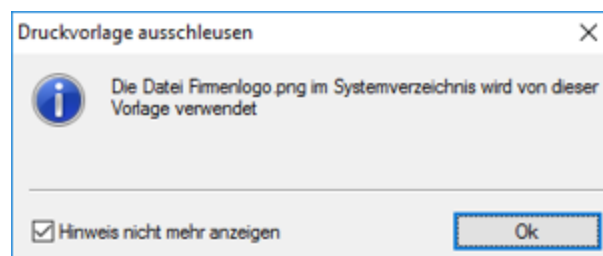 Druckvorlage ausschleusen
Die Datei Firmenlogo.png im Systemverzeichnis wird von dieser
Vorlage verwendet
Hinweis nicht mehr anzeigen
Ok